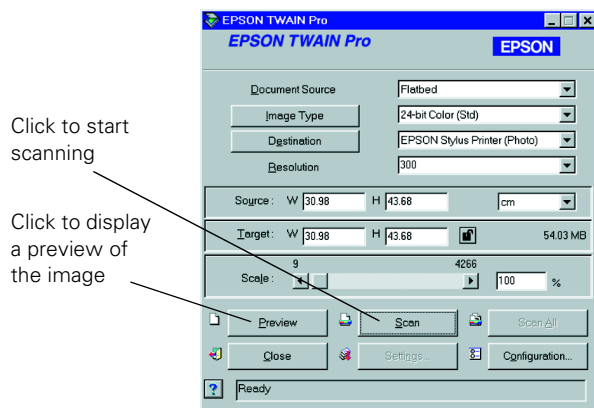 EPSON TWAIN Pro
EPSON TWAIN Pro
EPSON
Document Source
Flatbed
Image Type
24-bit Color (Std)
Destination
EPSON Stylus Printer (Photo)
Resolution
300
Click to start
scanning
Source: W 30.98 H 43.68 cm
Target: W 30.98 H 43.68 54.03 MB
Click to display
a preview of
the image
9 4266
Scale: 100 %
Preview
Scan
Scan All
Close
Settings...
Configuration...
? Ready